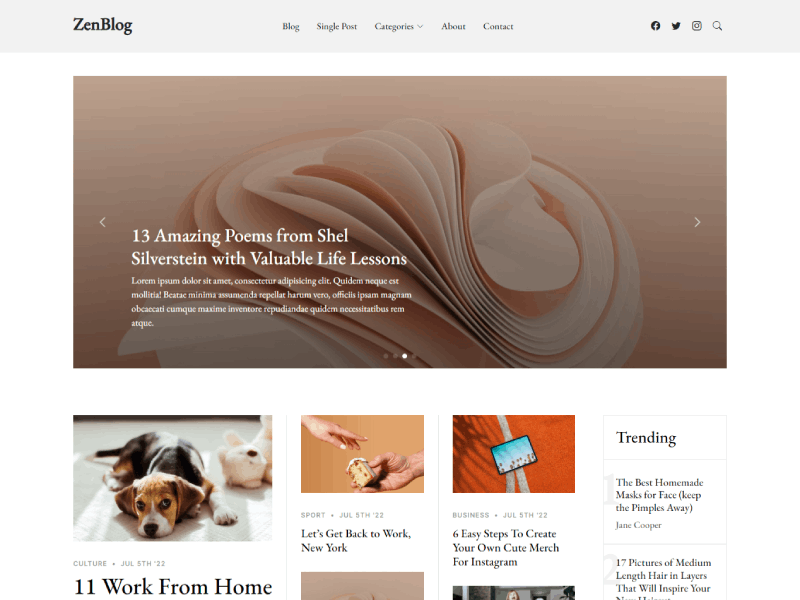 ZenBlog
Blog Single Post Categories About Contact
13 Amazing Poems from Shel
Silverstein with Valuable Life Lessons
Lorem ipsum dolor sit amet, consectetur adipisicing elit. Quidem neque est
mollitia! Beatae minima assumenda repellat harum vero, officiis ipsam magnam
obcaecati cumque maxime inventore repudiandae quidem necessitatibus rem
atque.
CULTURE • JUL 5TH '22
11 Work From Home
SPORT • JUL 5TH '22
Let's Get Back to Work,
New York
BUSINESS • JUL 5TH '22
6 Easy Steps To Create
Your Own Cute Merch
For Instagram
Trending
1
The Best Homemade
Masks for Face (keep
the Pimples Away)
Jane Cooper
2
17 Pictures of Medium
Length Hair in Layers
That Will Inspire Your
New Haircut